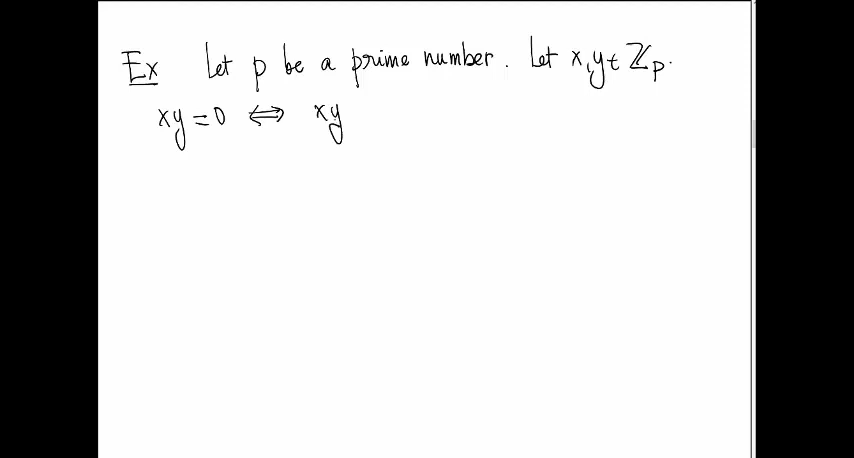 Ex Let p be a prime number. Let x, y ∈ ℤₚ.
xy = 0 ⟺ xy